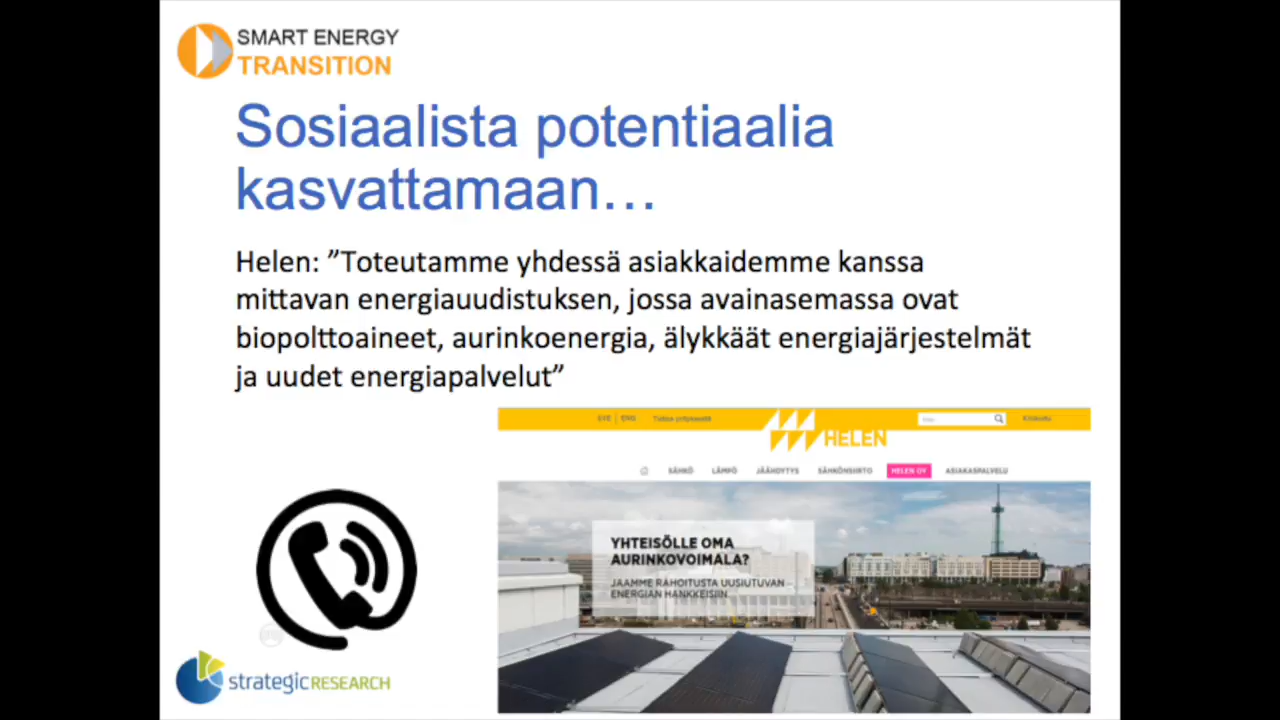 SMART ENERGY
TRANSITION
Sosiaalista potentiaalia
kasvattamaan...
Helen: ”Toteutamme yhdessä asiakkaidemme kanssa
mittavan energiauudistuksen, jossa avainasemassa ovat
biopolttoaineet, aurinkoenergia, älykkäät energiajärjestelmät
ja uudet energiapalvelut”
SVE | ENG
HELEN
SÄHKÖ LÄMPÖ JÄÄHDYTYS SÄHKÖNSIIRTO HELEN OY ASIAKASPALVELU
YHTEISÖLLE OMA
AURINKOVOIMALA?
JAAMME RAHOITUSTA UUSIUTUVAN
ENERGIAN HANKKEISIIN
strategicRESEARCH